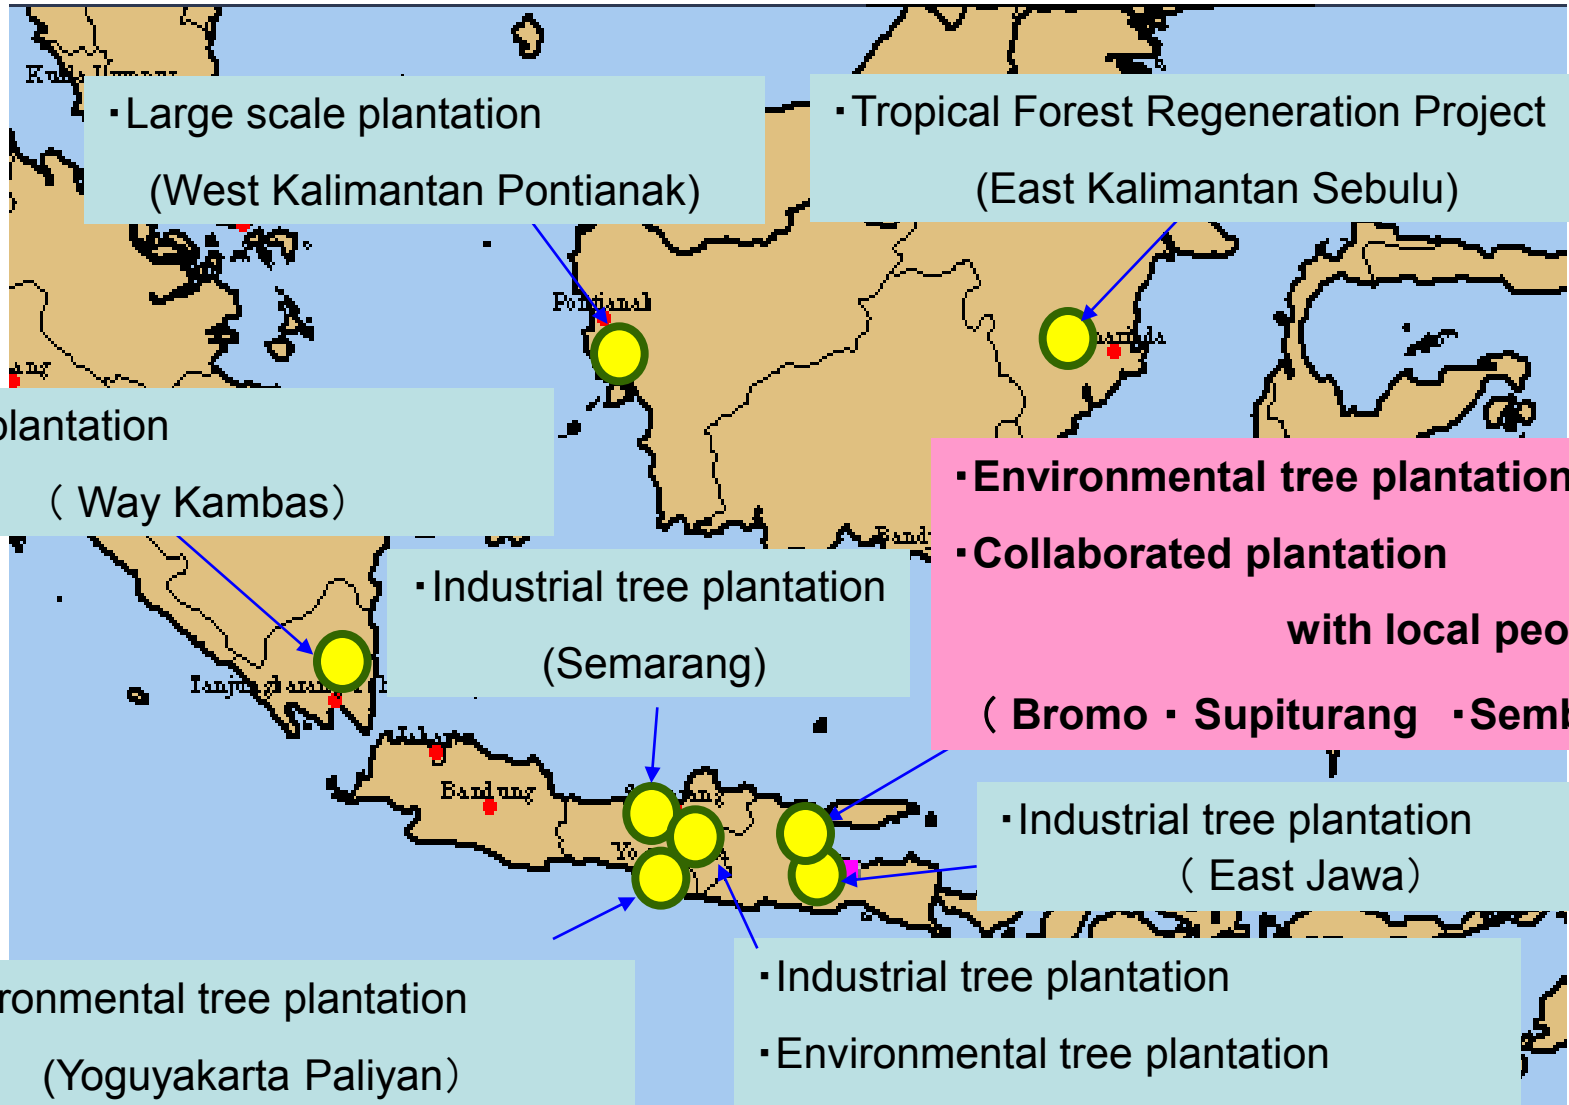 ・Large scale plantation
(West Kalimantan Pontianak)
・Tropical Forest Regeneration Project
(East Kalimantan Sebulu)
Pontianak
plantation
（ Way Kambas）
・Environmental tree plantation
・Collaborated plantation
with local peo
（ Bromo・Supiturang ・Semb
・Industrial tree plantation
(Semarang)
Bandung
・Industrial tree plantation
（ East Jawa）
ronmental tree plantation
(Yoguyakarta Paliyan）
・Industrial tree plantation
・Environmental tree plantation